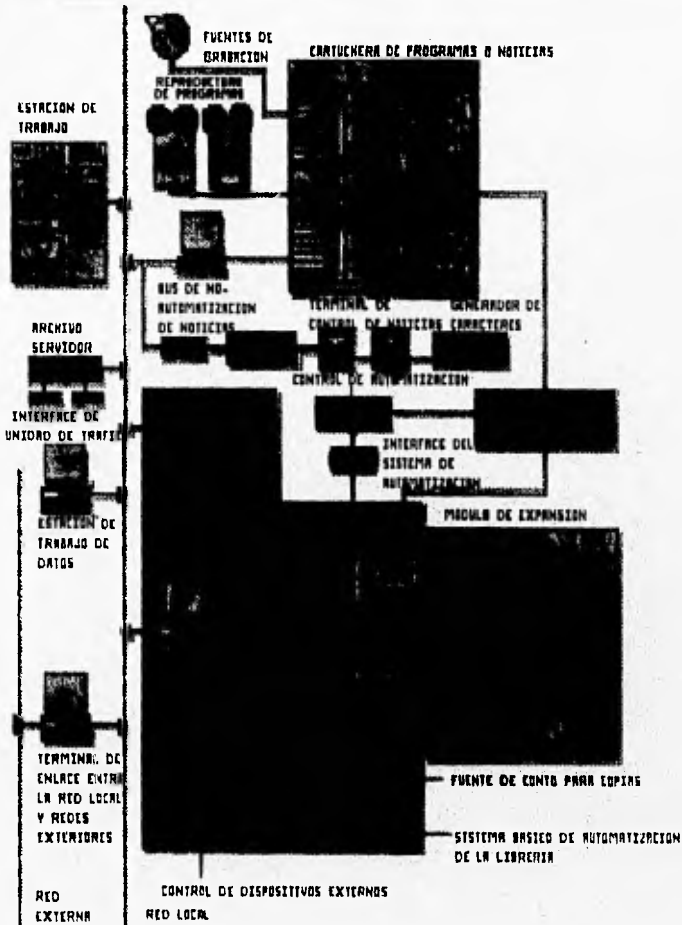 FUENTES DE
GRABACION
CARTUCHERA DE PROGRAMAS O NOTICIAS
REPRODUCTORA
DE PROGRAMAS
ESTACION DE
TRABAJO
BUS DE NO-
AUTOMATIZACION
DE NOTICIAS
TERMINAL DE
CONTROL DE NOTICIAS
GENERADOR DE
CARACTERES
ARCHIVO
SERVIDOR
CONTROL DE AUTOMATIZACION
INTERFACE DE
UNIDAD DE TRAFIC
INTERFACE DEL
SISTEMA DE
AUTOMATIZACION
ESTACION DE
TRABAJO DE
DATOS
MODULO DE EXPANSION
TERMINAL DE
ENLACE ENTRA
LA RED LOCAL
Y REDES
EXTERIORES
FUENTE DE CONTO PARA COPIAS
SISTEMA BASICO DE AUTOMATIZACION
DE LA LIBRERIA
CONTROL DE DISPOSITIVOS EXTERNOS
RED
EXTERNA
RED LOCAL